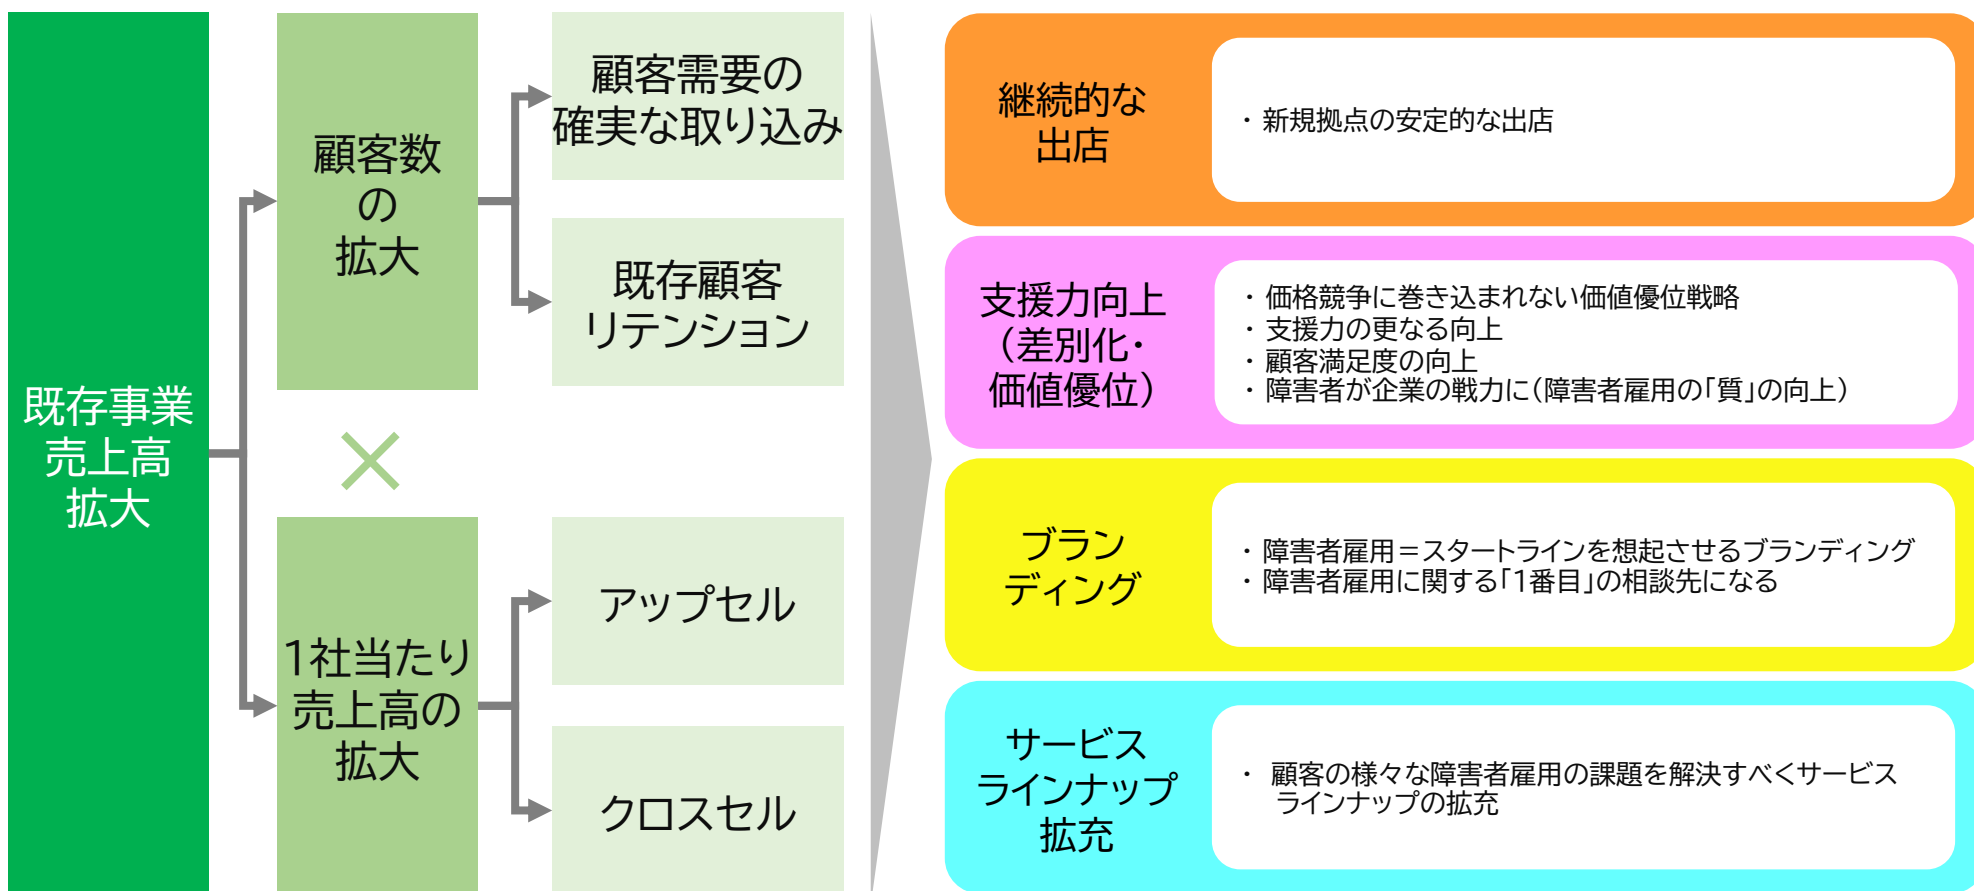 既存事業
売上高
拡大
顧客数
の
拡大
×
1社当たり
売上高の
拡大
顧客需要の
確実な取り込み
既存顧客
リテンション
アップセル
クロスセル
継続的な
出店
・新規拠点の安定的な出店
支援力向上
（差別化・
価値優位）
・価格競争に巻き込まれない価値優位戦略
・支援力の更なる向上
・顧客満足度の向上
・障害者が企業の戦力に（障害者雇用の「質」の向上）
ブラン
ディング
・障害者雇用＝スタートラインを想起させるブランディング
・障害者雇用に関する「1番目」の相談先になる
サービス
ラインナップ
拡充
・ 顧客の様々な障害者雇用の課題を解決すべくサービス
ラインナップの拡充